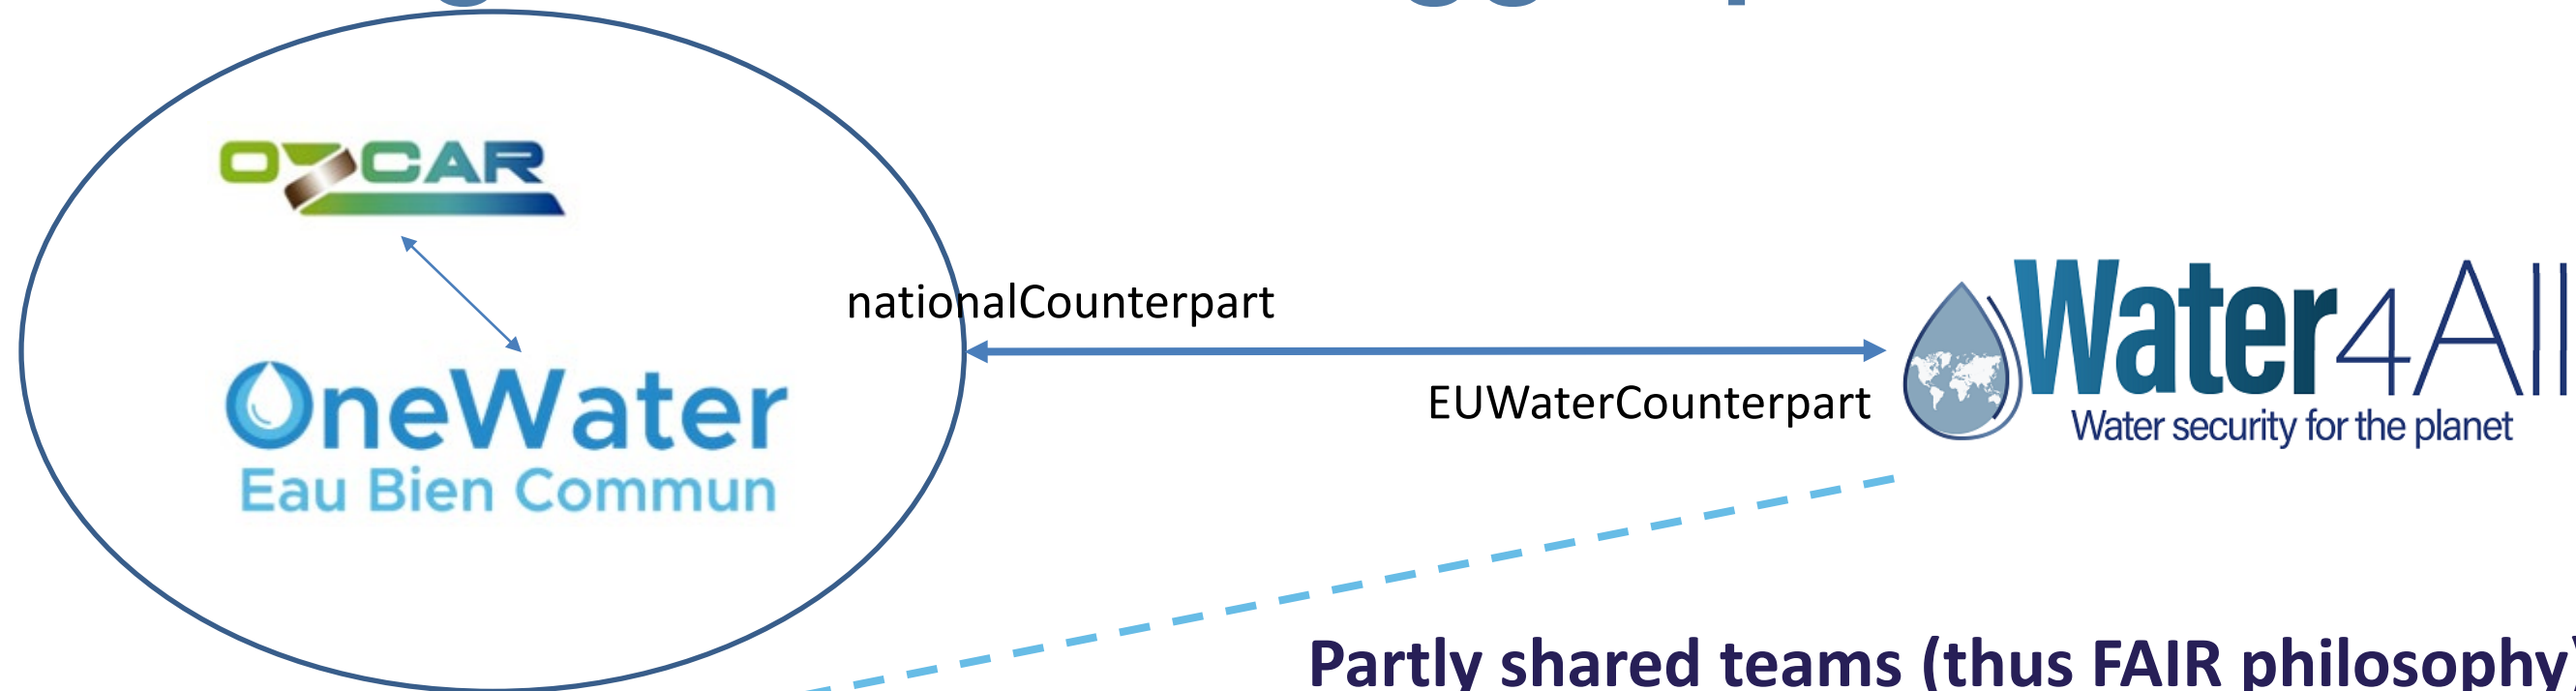 OZCAR
nationalCounterpart
OneWater
Eau Bien Commun
EUWaterCounterpart
Water4All
Water security for the planet
Partly shared teams (thus FAIR philosophy)